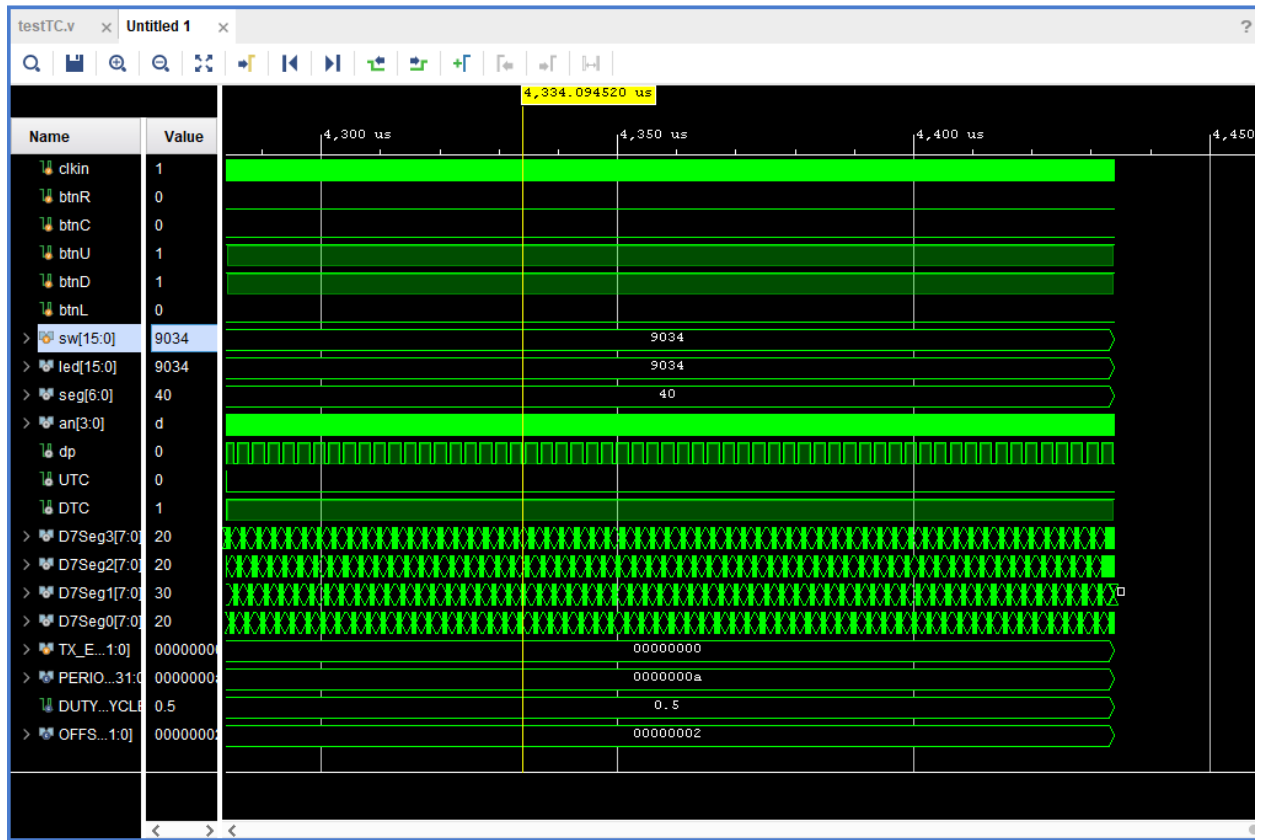 testTC.v × Untitled 1 × ?
4,334.094520 us
Name Value 4,300 us 4,350 us 4,400 us 4,450
clkin 1
btnR 0
btnC 0
btnU 1
btnD 1
btnL 0
sw[15:0] 9034 9034
led[15:0] 9034 9034
seg[6:0] 40 40
an[3:0] d
dp 0
UTC 0
DTC 1
D7Seg3[7:0] 20
D7Seg2[7:0] 20
D7Seg1[7:0] 30
D7Seg0[7:0] 20
TX_E...1:0] 0000000 00000000
PERIO...31:0 0000000 0000000a
DUTY...YCLE 0.5 0.5
OFFS...1:0] 0000000 00000002